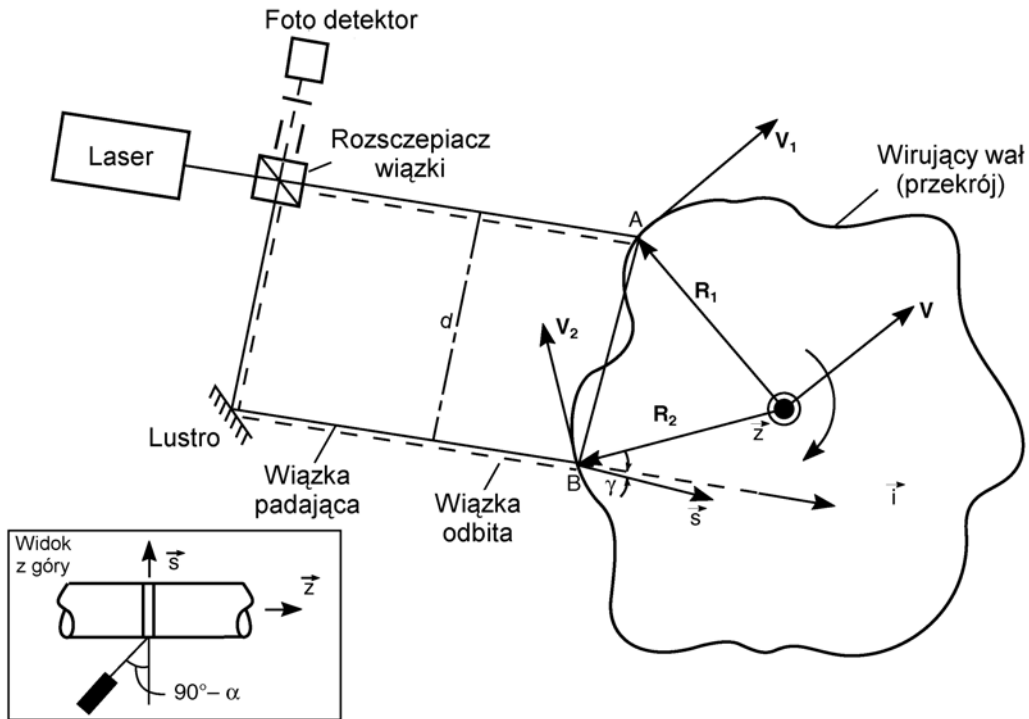 Foto detektor
Laser
Rozsczepiacz
wiązki
V₁
Wirujący wał
(przekrój)
A
R₁
d
V₂
V
R₂
z
Lustro
B
γ
s
i
Wiązka
padająca
Wiązka
odbita
Widok
z góry
s
z
90°– α